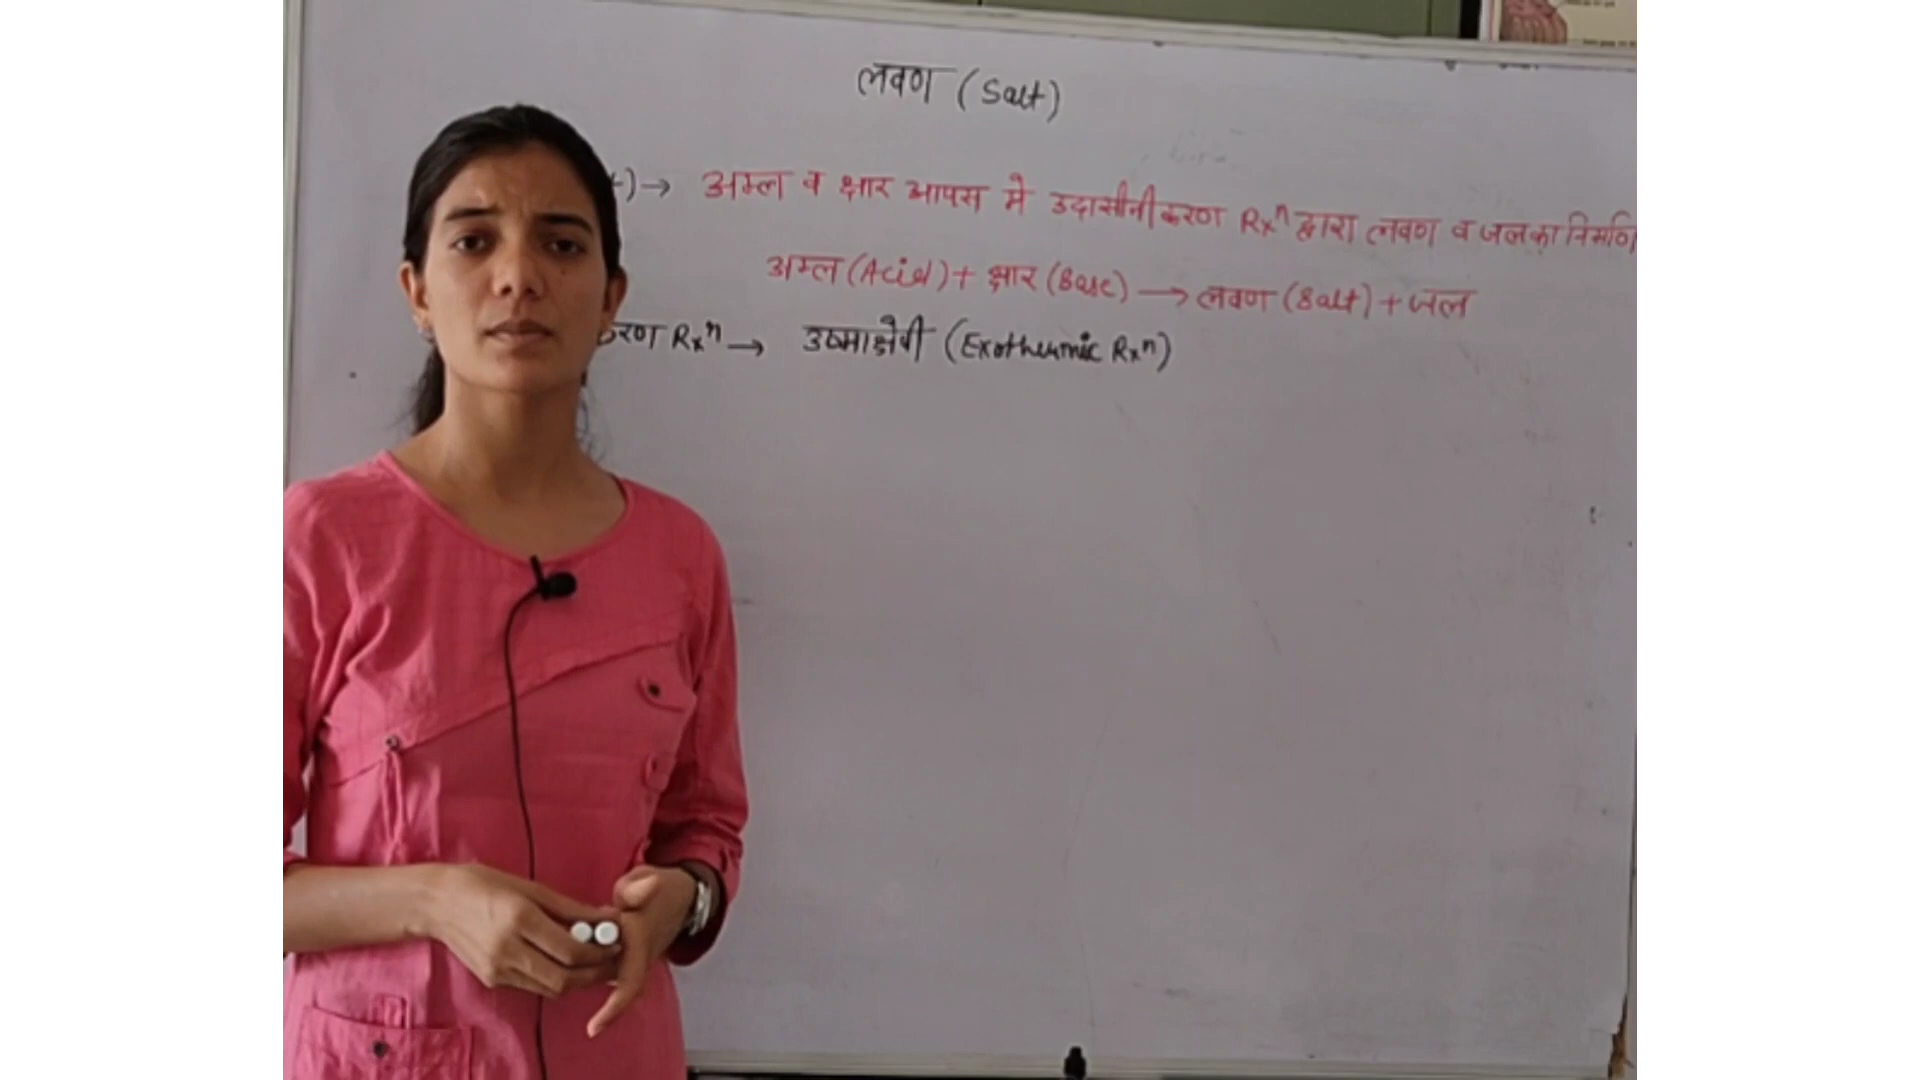 लवण (Salt)
t) → अम्ल व क्षार आपस मे उदासीनीकरण Rxⁿ द्वारा लवण व जल का निर्माण
अम्ल (Acid) + क्षार (Base) → लवण (Salt) + जल
करण Rxⁿ → उष्माक्षेपी (Exothermic Rxⁿ)